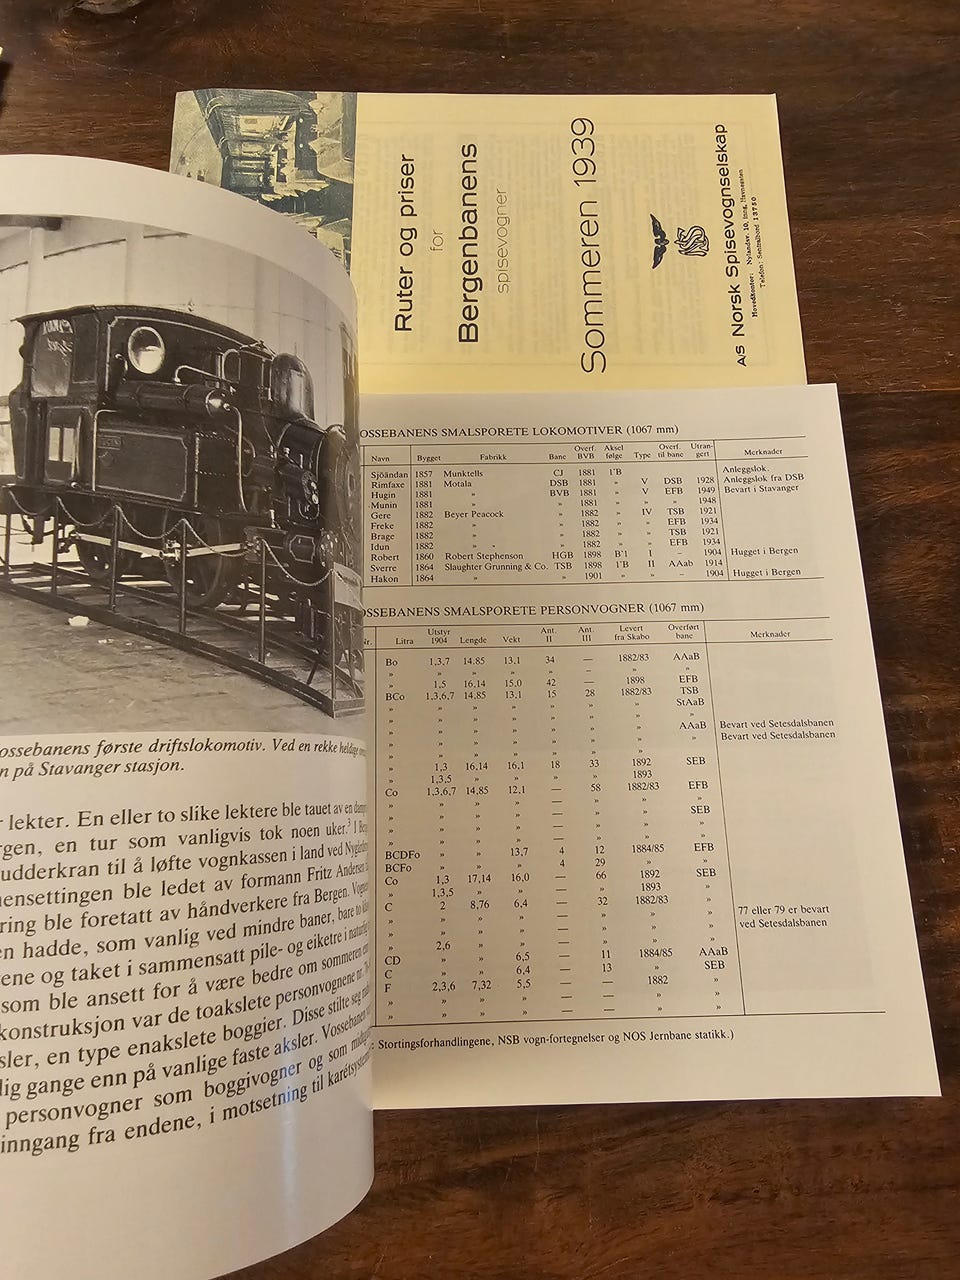 Ruter og priser
for
Bergenbanens
spisevogner
Sommeren 1939
A/S Norsk Spisevognselskap
Hovedkontor: Nylandsv. 10, inng. Havnegaten
Telefon: Sentralbord 13750
ossebanens første driftslokomotiv. Ved en rekke
n på Stavanger stasjon.
lekter. En eller to slike lektere ble tauet av en
rgen, en tur som vanligvis tok noen uker.³ I
udderkran til å løfte vognkassen i land ved
ensettingen ble ledet av formann Fritz Andersen
ring ble foretatt av håndverkere fra Bergen.
en hadde, som vanlig ved mindre baner, bare
ene og taket i sammensatt pile- og eiketre i
som ble ansett for å være bedre om sommeren
konstruksjon var de toakslete personvognene nr.
sler, en type enakslete boggier. Disse stilte seg
lig gange enn på vanlige faste aksler. Vossebanen
personvogner som boggivogner og som
inngang fra endene, i motsetning til
OSSEBANENS SMALSPORETE LOKOMOTIVER (1067 mm)
Navn Bygget Fabrikk Bane Overf. BVB Aksel følge Type Overf. til bane Utran- gert Merknader
Sjöändan 1857 Munktells CJ 1881 1'B Anleggslok.
Rimfaxe 1881 Motala DSB 1881 » V DSB 1928 Anleggslok fra DSB
Hugin 1881 » BVB 1881 » V EFB 1949 Bevart i Stavanger
Munin 1881 » » 1881 » » » 1948
Gere 1882 Beyer Peacock » 1882 » IV TSB 1921
Freke 1882 » » 1882 » » EFB 1934
Brage 1882 » » 1882 » » TSB 1921
Idun 1882 » » » 1882 » » EFB 1934
Robert 1860 Robert Stephenson HGB 1898 B'1 I – 1904 Hugget i Bergen
Sverre 1864 Slaughter Grunning & Co. TSB 1898 1'B II AAab 1914
Hakon 1864 » » 1901 » » – 1904 Hugget i Bergen
OSSEBANENS SMALSPORETE PERSONVOGNER (1067 mm)
Nr. Litra Utstyr 1904 Lengde Vekt Ant. II Ant. III Levert fra Skabo Overført bane Merknader
Bo 1,3,7 14,85 13,1 34 — 1882/83 AAaB
» » » » » – » »
» 1,5 16,14 15,0 42 — 1898 EFB
BCo 1,3,6,7 14,85 13,1 15 28 1882/83 TSB
» » » » » » » StAaB
» » » » » » » »
» » » » » » » AAaB Bevart ved Setesdalsbanen
» » » » » » » » Bevart ved Setesdalsbanen
» » » » » » »
» 1,3 16,14 16,1 18 33 1892 SEB
» 1,3,5 » » » » 1893
Co 1,3,6,7 14,85 12,1 — 58 1882/83 EFB
» » » » — » » »
» » » » — » » SEB
» » » » — » » »
» » » » — » » »
» » » » — » » »
BCDFo » » 13,7 4 12 1884/85 EFB
BCFo » » » 4 29 » »
Co 1,3 17,14 16,0 — 66 1892 SEB
» 1,3,5 » » — » 1893 »
C 2 8,76 6,4 — 32 1882/83 »
» » » » — » » » 77 eller 79 er bevart
» » » » — » » » ved Setesdalsbanen
» 2,6 » » — » » »
CD » » 6,5 — 11 1884/85 AAaB
C » » 6,4 — 13 » SEB
F 2,3,6 7,32 5,5 — — 1882 »
» » » » — — » »
» » » » — — » »
Stortingsforhandlingene, NSB vogn-fortegnelser og NOS Jernbane statikk.)